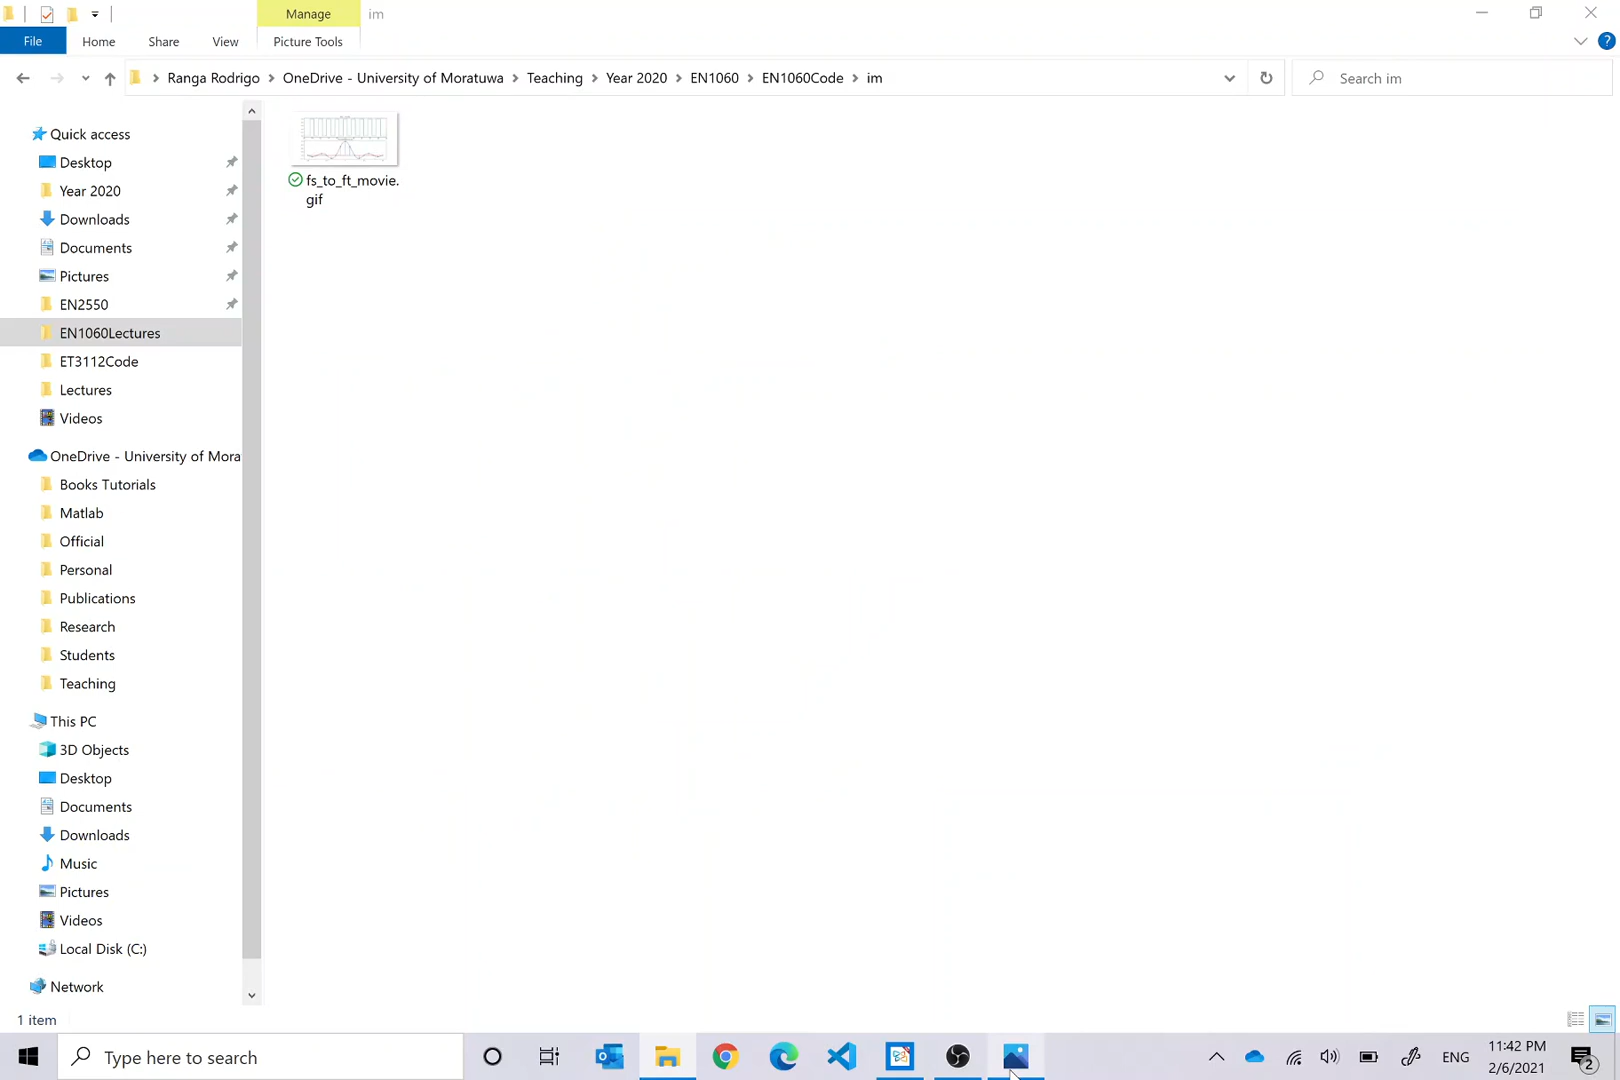 Manage
im
File
Home
Share
View
Picture Tools
Ranga Rodrigo
OneDrive - University of Moratuwa
Teaching
Year 2020
EN1060
EN1060Code
im
Search im
Quick access
Desktop
Year 2020
Downloads
Documents
Pictures
EN2550
EN1060Lectures
ET3112Code
Lectures
Videos
OneDrive - University of Mora
Books Tutorials
Matlab
Official
Personal
Publications
Research
Students
Teaching
This PC
3D Objects
Desktop
Documents
Downloads
Music
Pictures
Videos
Local Disk (C:)
Network
fs_to_ft_movie.
gif
1 item
Type here to search
ENG
11:42 PM
2/6/2021
2